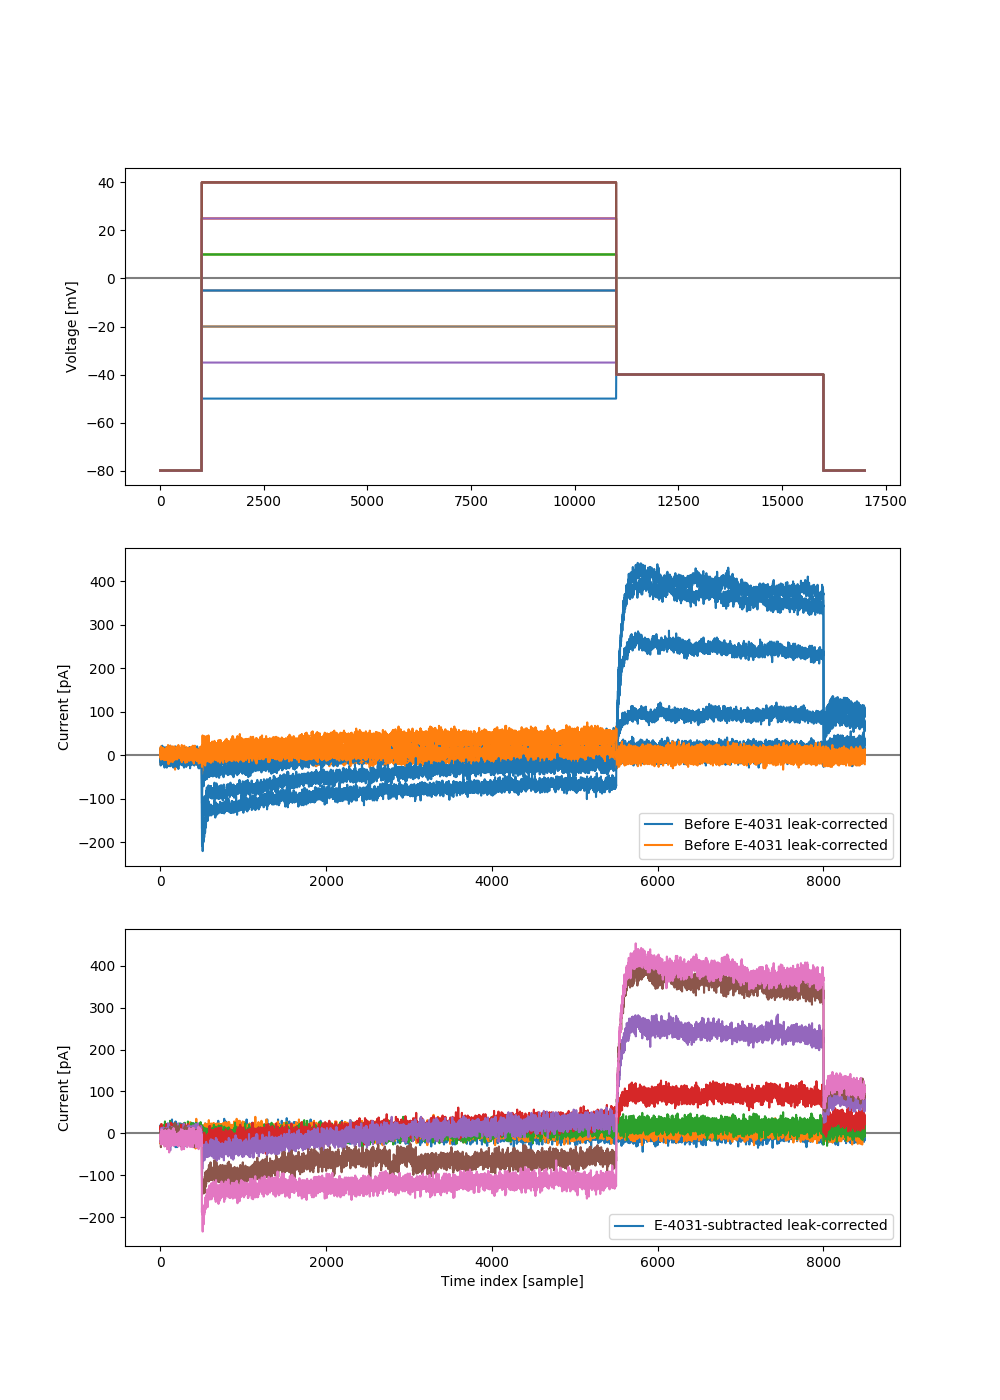 40
20
0
−20
−40
−60
−80
Voltage [mV]
0 2500 5000 7500 10000 12500 15000 17500
400
300
200
100
0
−100
−200
Current [pA]
Before E-4031 leak-corrected
Before E-4031 leak-corrected
0 2000 4000 6000 8000
400
300
200
100
0
−100
−200
Current [pA]
E-4031-subtracted leak-corrected
0 2000 4000 6000 8000
Time index [sample]